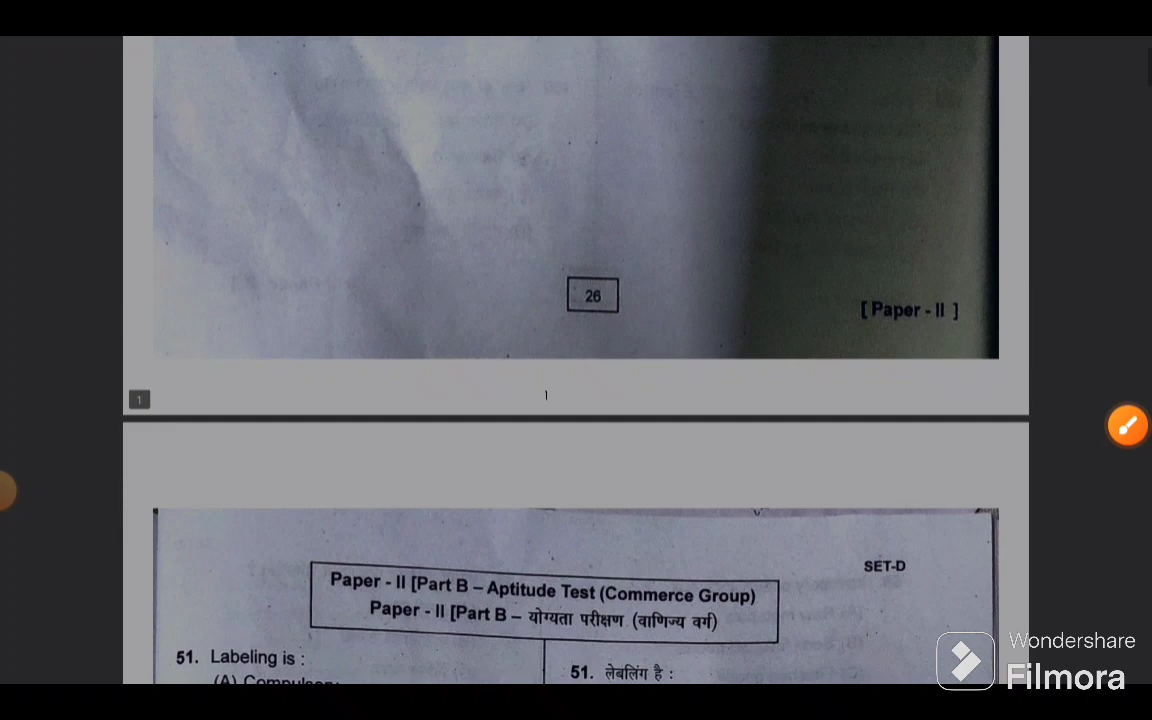 26
[ Paper - II ]
1
1
SET-D
Paper - II [Part B – Aptitude Test (Commerce Group)
Paper - II [Part B – योग्यता परीक्षण (वाणिज्य वर्ग)
51. Labeling is :
51. लेबलिंग है :
Wondershare
Filmora